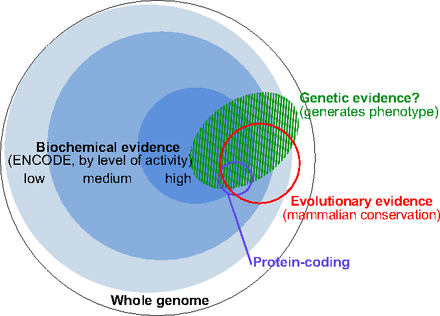 Genetic evidence?
(generates phenotype)
Biochemical evidence
(ENCODE, by level of activity)
low medium high
Evolutionary evidence
(mammalian conservation)
Protein-coding
Whole genome